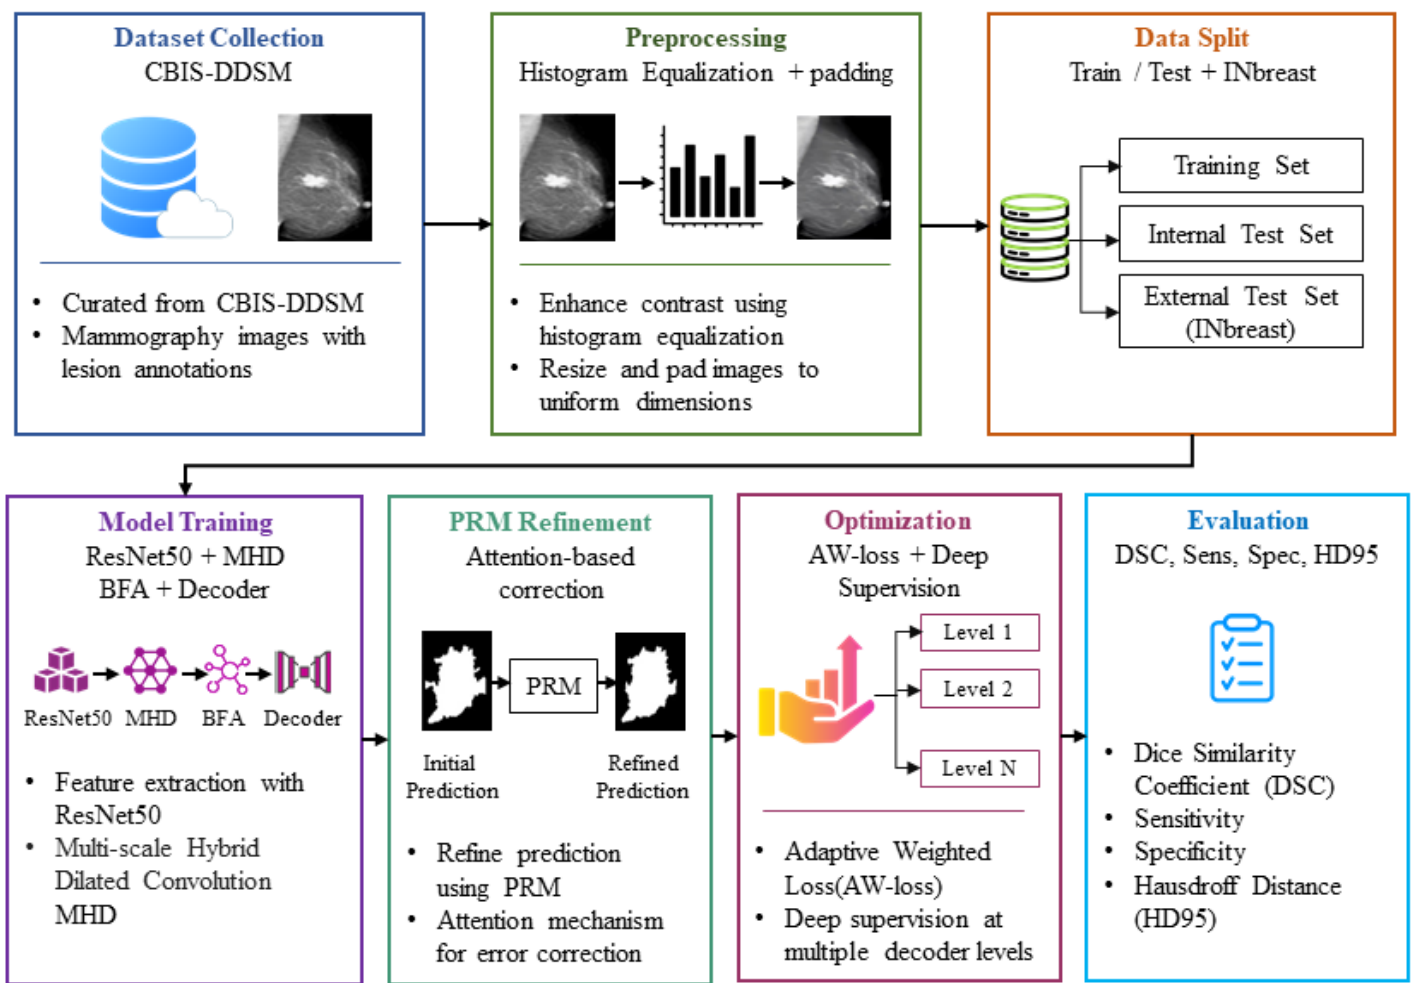 Dataset Collection
CBIS-DDSM
• Curated from CBIS-DDSM
• Mammography images with
lesion annotations
Preprocessing
Histogram Equalization + padding
• Enhance contrast using
histogram equalization
• Resize and pad images to
uniform dimensions
Data Split
Train / Test + INbreast
Training Set
Internal Test Set
External Test Set
(INbreast)
Model Training
ResNet50 + MHD
BFA + Decoder
ResNet50 MHD BFA Decoder
• Feature extraction with
ResNet50
• Multi-scale Hybrid
Dilated Convolution
MHD
PRM Refinement
Attention-based
correction
PRM
Initial
Prediction
Refined
Prediction
• Refine prediction
using PRM
• Attention mechanism
for error correction
Optimization
AW-loss + Deep
Supervision
Level 1
Level 2
Level N
• Adaptive Weighted
Loss(AW-loss)
• Deep supervision at
multiple decoder levels
Evaluation
DSC, Sens, Spec, HD95
• Dice Similarity
Coefficient (DSC)
• Sensitivity
• Specificity
• Hausdroff Distance
(HD95)